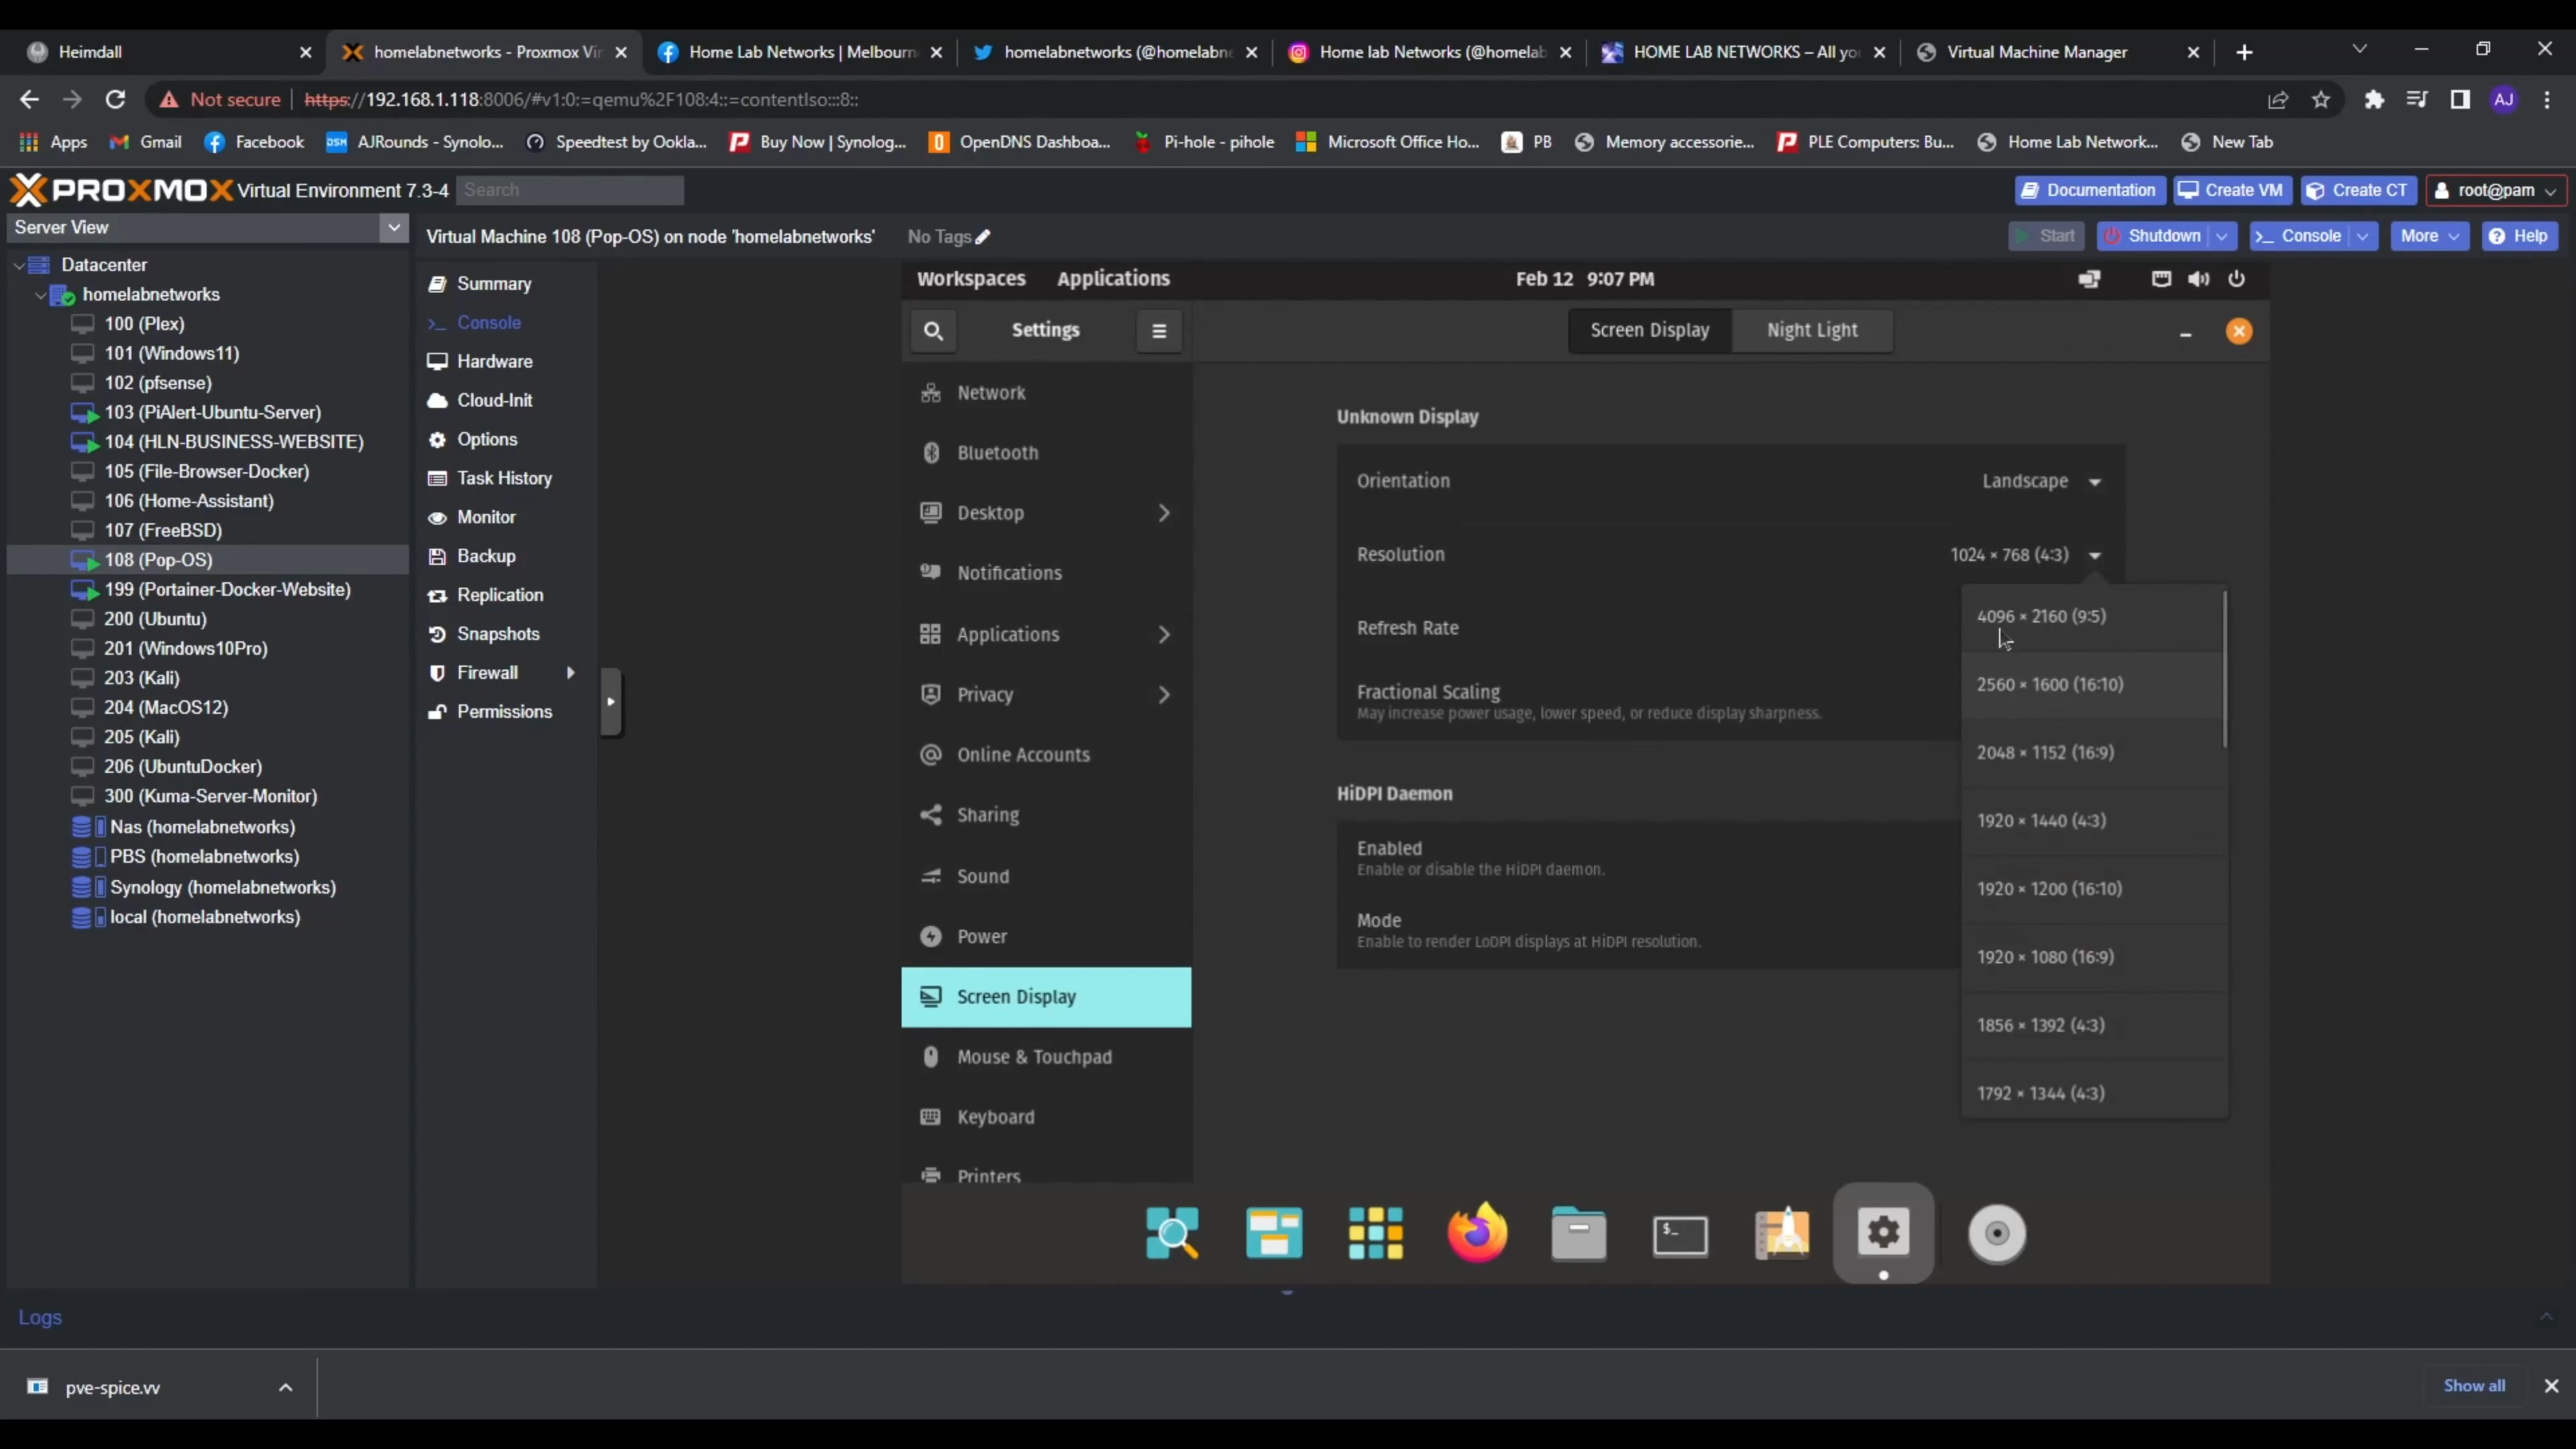 Heimdall
homelabnetworks - Proxmox Vir
Home Lab Networks | Melbourn
homelabnetworks (@homelabne
Home lab Networks (@homelab
HOME LAB NETWORKS – All you
Virtual Machine Manager
Not secure
https://192.168.1.118:8006/#v1:0:=qemu%2F108:4::=contentIso:::8::
AJ
Apps
Gmail
Facebook
DSM
AJRounds - Synolo...
Speedtest by Ookla...
Buy Now | Synolog...
OpenDNS Dashboa...
Pi-hole - pihole
Microsoft Office Ho...
PB
Memory accessorie...
PLE Computers: Bu...
Home Lab Network...
New Tab
PROXMOX Virtual Environment 7.3-4
Search
Documentation
Create VM
Create CT
root@pam
Server View
Virtual Machine 108 (Pop-OS) on node 'homelabnetworks'
No Tags
Start
Shutdown
Console
More
Help
Datacenter
homelabnetworks
100 (Plex)
101 (Windows11)
102 (pfsense)
103 (PiAlert-Ubuntu-Server)
104 (HLN-BUSINESS-WEBSITE)
105 (File-Browser-Docker)
106 (Home-Assistant)
107 (FreeBSD)
108 (Pop-OS)
199 (Portainer-Docker-Website)
200 (Ubuntu)
201 (Windows10Pro)
203 (Kali)
204 (MacOS12)
205 (Kali)
206 (UbuntuDocker)
300 (Kuma-Server-Monitor)
Nas (homelabnetworks)
PBS (homelabnetworks)
Synology (homelabnetworks)
local (homelabnetworks)
Summary
Console
Hardware
Cloud-Init
Options
Task History
Monitor
Backup
Replication
Snapshots
Firewall
Permissions
Workspaces
Applications
Feb 12 9:07 PM
Settings
Screen Display
Night Light
Network
Bluetooth
Desktop
Notifications
Applications
Privacy
Online Accounts
Sharing
Sound
Power
Screen Display
Mouse & Touchpad
Keyboard
Printers
Unknown Display
Orientation
Landscape
Resolution
1024 × 768 (4:3)
Refresh Rate
Fractional Scaling
May increase power usage, lower speed, or reduce display sharpness.
HiDPI Daemon
Enabled
Enable or disable the HiDPI daemon.
Mode
Enable to render LoDPI displays at HiDPI resolution.
4096 × 2160 (9:5)
2560 × 1600 (16:10)
2048 × 1152 (16:9)
1920 × 1440 (4:3)
1920 × 1200 (16:10)
1920 × 1080 (16:9)
1856 × 1392 (4:3)
1792 × 1344 (4:3)
Logs
pve-spice.vv
Show all